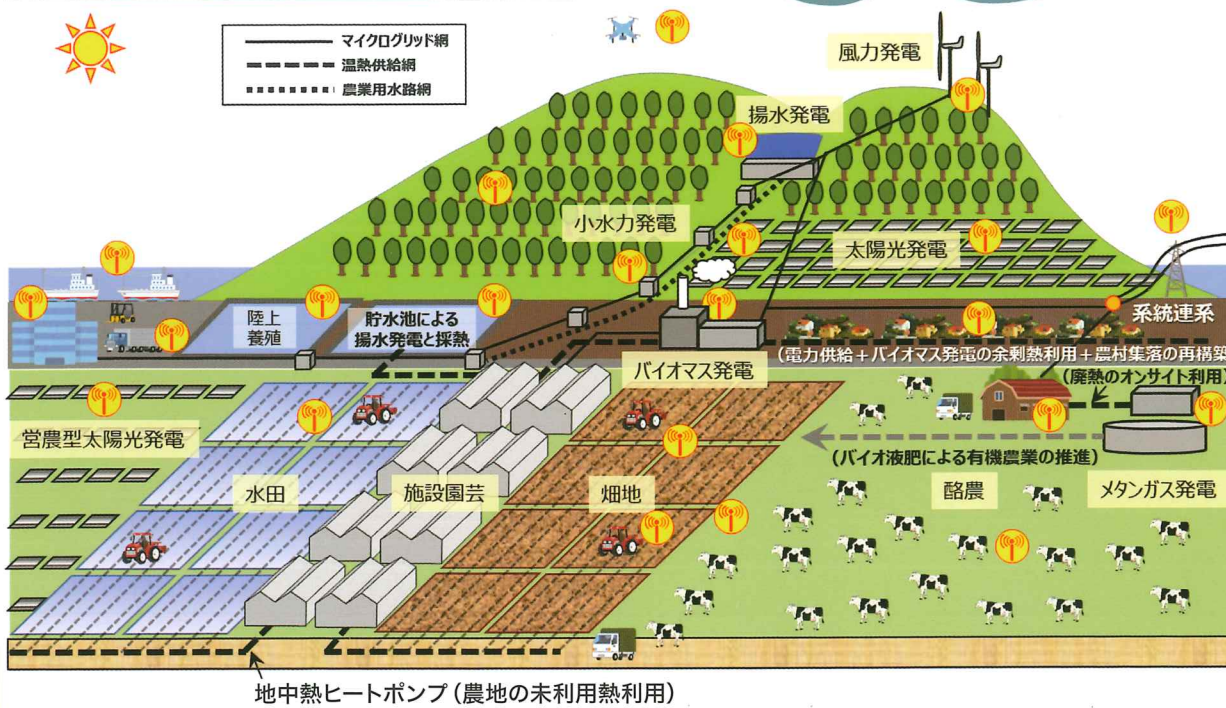 マイクログリッド網
温熱供給網
農業用水路網
風力発電
揚水発電
小水力発電
太陽光発電
陸上
養殖
貯水池による
揚水発電と採熱
系統連系
(電力供給+バイオマス発電の余剰熱利用+農村集落の再構築
バイオマス発電
(廃熱のオンサイト利用)
営農型太陽光発電
(バイオ液肥による有機農業の推進)
水田
施設園芸
畑地
酪農
メタンガス発電
地中熱ヒートポンプ(農地の未利用熱利用)